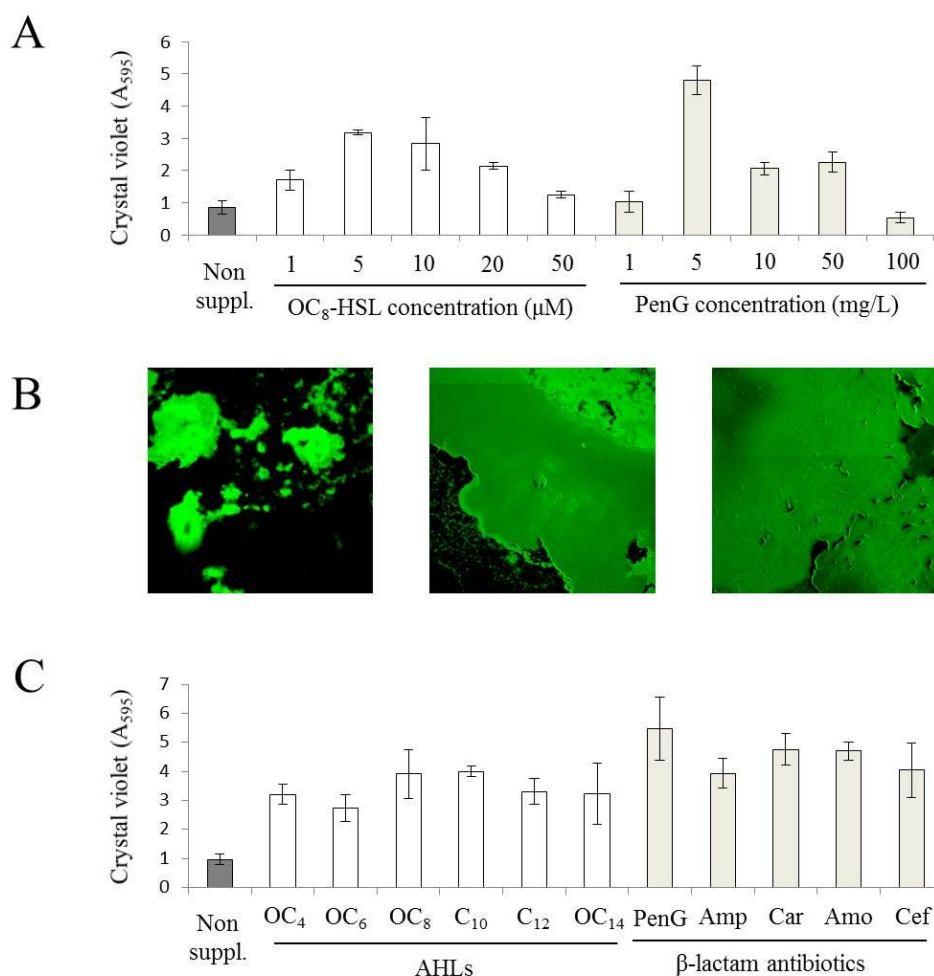 A
Crystal violet (A₅₉₅)
6
5
4
3
2
1
0
Non
suppl.
1 5 10 20 50 1 5 10 50 100
OC₈-HSL concentration (µM) PenG concentration (mg/L)
B
C
Crystal violet (A₅₉₅)
7
6
5
4
3
2
1
0
Non
suppl.
OC₄ OC₆ OC₈ C₁₀ C₁₂ OC₁₄ PenG Amp Car Amo Cef
AHLs β-lactam antibiotics